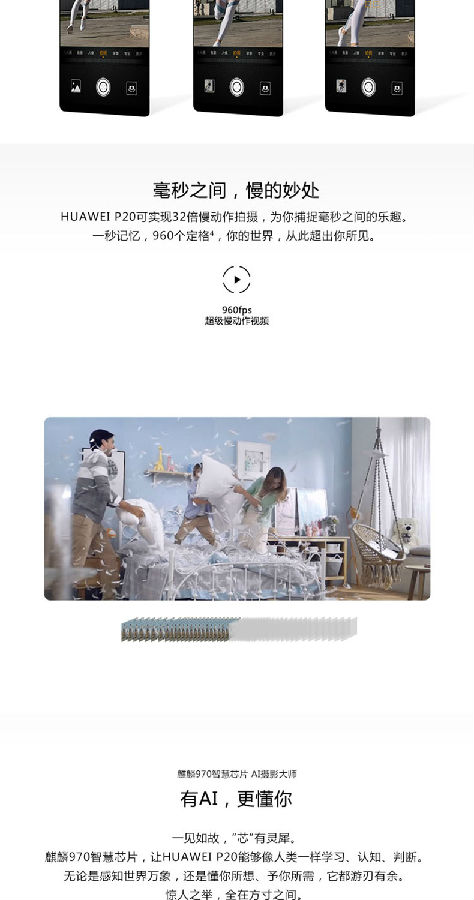 毫秒之间，慢的妙处
HUAWEI P20可实现32倍慢动作拍摄，为你捕捉毫秒之间的乐趣。
一秒记忆，960个定格⁴，你的世界，从此超出你所见。
960fps
超级慢动作视频
麒麟970智慧芯片 AI摄影大师
有AI，更懂你
一见如故，“芯”有灵犀。
麒麟970智慧芯片，让HUAWEI P20能够像人类一样学习、认知、判断。
无论是感知世界万象，还是懂你所想、予你所需，它都游刃有余。
惊人之举，全在方寸之间。